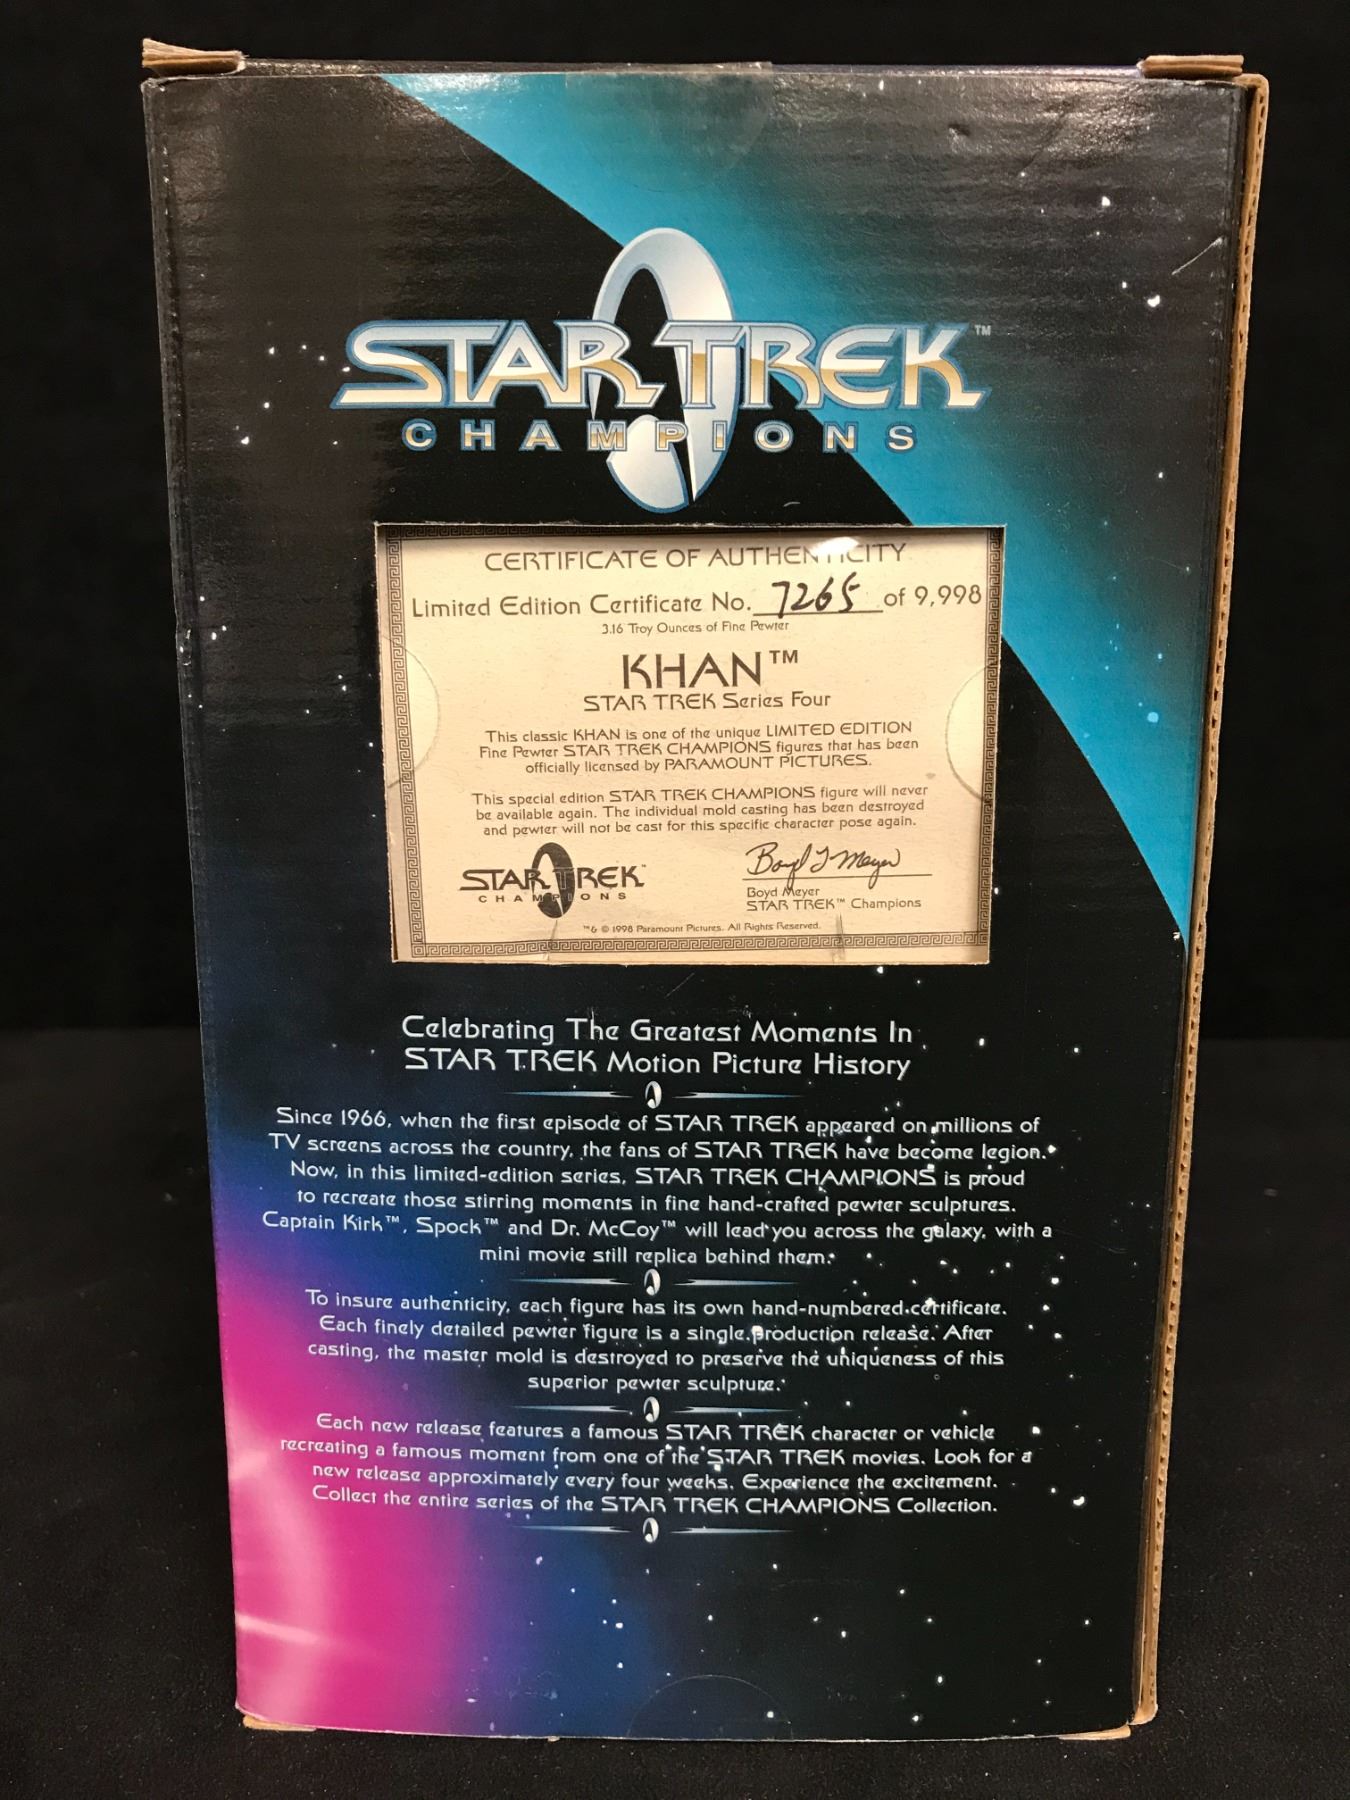 STAR TREK™
CHAMPIONS
CERTIFICATE OF AUTHENTICITY
Limited Edition Certificate No. 7265 of 9,998
3.16 Troy Ounces of Fine Pewter
KHAN™
STAR TREK Series Four
This classic KHAN is one of the unique LIMITED EDITION
Fine Pewter STAR TREK CHAMPIONS figures that has been
officially licensed by PARAMOUNT PICTURES.
This special edition STAR TREK CHAMPIONS figure will never
be available again. The individual mold casting has been destroyed
and pewter will not be cast for this specific character pose again.
STAR TREK™
CHAMPIONS
Boyd J Meyer
Boyd Meyer
STAR TREK™ Champions
™& © 1998 Paramount Pictures. All Rights Reserved.
Celebrating The Greatest Moments In
STAR TREK Motion Picture History
Since 1966, when the first episode of STAR TREK appeared on millions of
TV screens across the country, the fans of STAR TREK have become legion.
Now, in this limited-edition series, STAR TREK CHAMPIONS is proud
to recreate those stirring moments in fine hand-crafted pewter sculptures.
Captain Kirk™, Spock™ and Dr. McCoy™ will lead you across the galaxy, with a
mini movie still replica behind them.
To insure authenticity, each figure has its own hand-numbered certificate.
Each finely detailed pewter figure is a single production release. After
casting, the master mold is destroyed to preserve the uniqueness of this
superior pewter sculpture.
Each new release features a famous STAR TREK character or vehicle
recreating a famous moment from one of the STAR TREK movies. Look for a
new release approximately every four weeks. Experience the excitement.
Collect the entire series of the STAR TREK CHAMPIONS Collection.